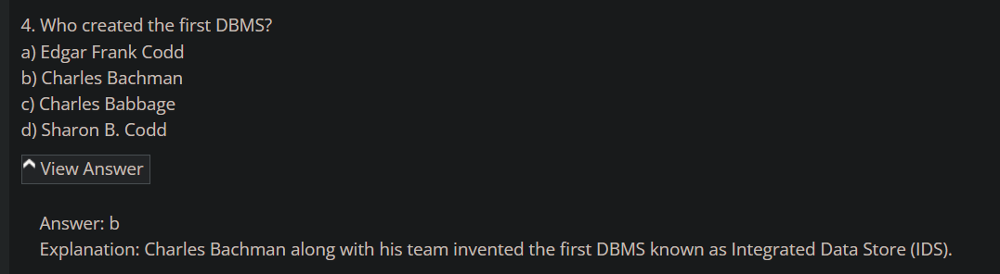 4. Who created the first DBMS?
a) Edgar Frank Codd
b) Charles Bachman
c) Charles Babbage
d) Sharon B. Codd
View Answer
Answer: b
Explanation: Charles Bachman along with his team invented the first DBMS known as Integrated Data Store (IDS).